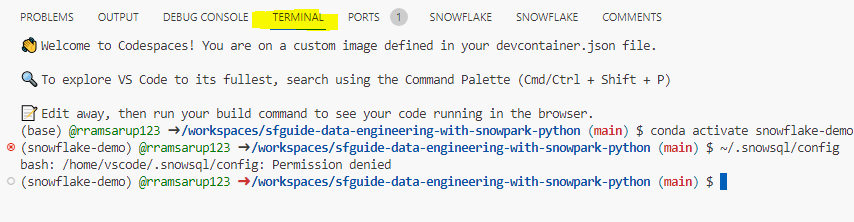 PROBLEMS OUTPUT DEBUG CONSOLE TERMINAL PORTS 1 SNOWFLAKE SNOWFLAKE COMMENTS
👋 Welcome to Codespaces! You are on a custom image defined in your devcontainer.json file.
🔍 To explore VS Code to its fullest, search using the Command Palette (Cmd/Ctrl + Shift + P)
📝 Edit away, then run your build command to see your code running in the browser.
(base) @rramsarup123 ➜/workspaces/sfguide-data-engineering-with-snowpark-python (main) $ conda activate snowflake-demo
(snowflake-demo) @rramsarup123 ➜/workspaces/sfguide-data-engineering-with-snowpark-python (main) $ ~/.snowsql/config
bash: /home/vscode/.snowsql/config: Permission denied
(snowflake-demo) @rramsarup123 ➜/workspaces/sfguide-data-engineering-with-snowpark-python (main) $